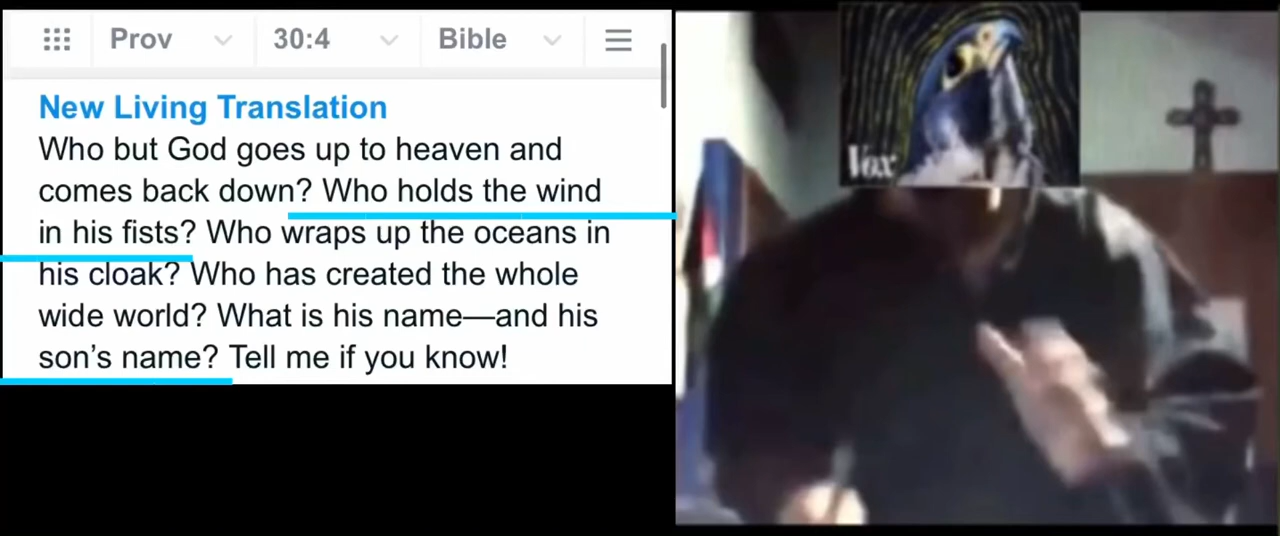 Prov 30:4 Bible
New Living Translation
Who but God goes up to heaven and
comes back down? Who holds the wind
in his fists? Who wraps up the oceans in
his cloak? Who has created the whole
wide world? What is his name—and his
son’s name? Tell me if you know!
Vox